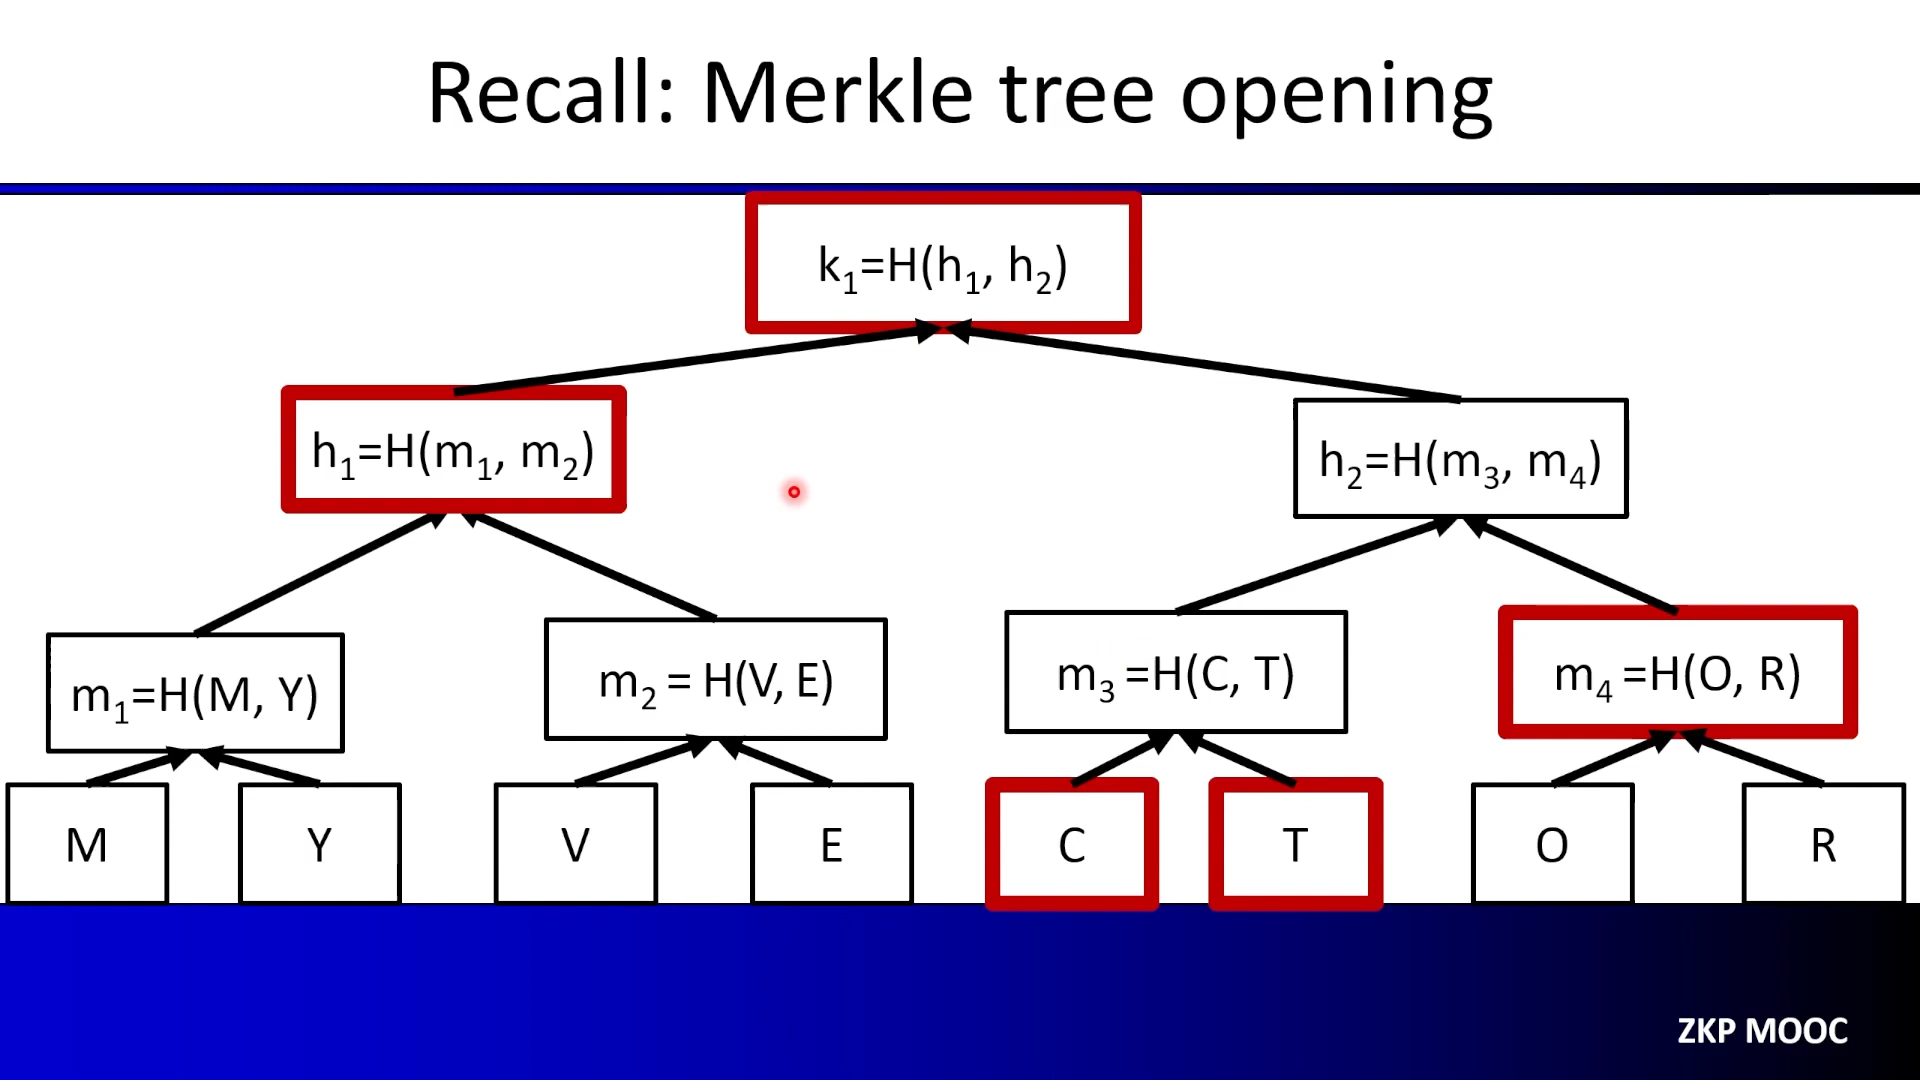 Recall: Merkle tree opening
k₁=H(h₁, h₂)
h₁=H(m₁, m₂)
h₂=H(m₃, m₄)
m₁=H(M, Y)
m₂ = H(V, E)
m₃ =H(C, T)
m₄ =H(O, R)
M
Y
V
E
C
T
O
R
ZKP MOOC